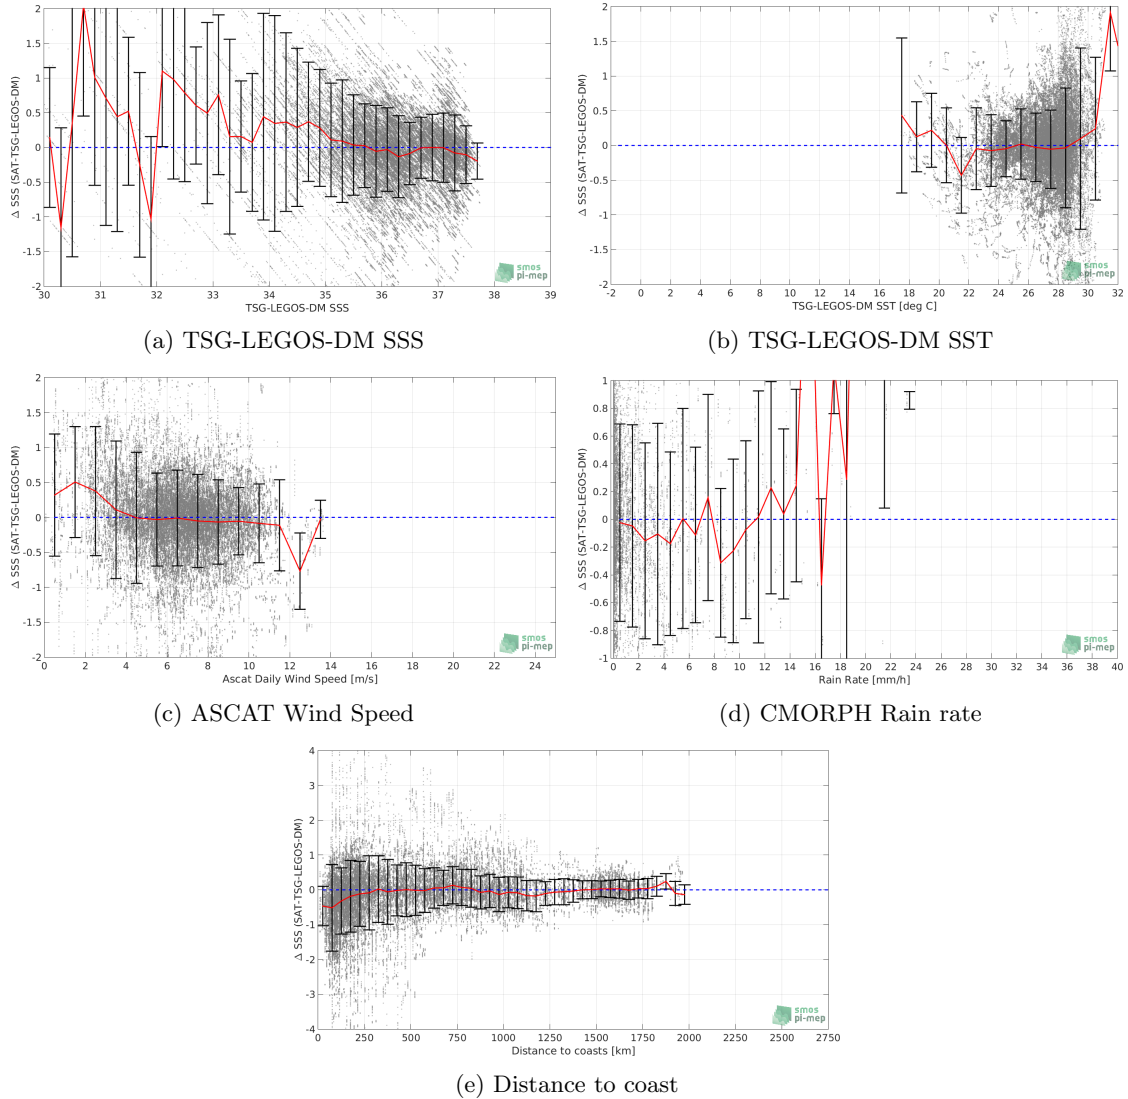 2
1.5
1
0.5
0
-0.5
-1
-1.5
-2
Δ SSS (SAT-TSG-LEGOS-DM)
30 31 32 33 34 35 36 37 38 39
TSG-LEGOS-DM SSS
smos
pi-mep
(a) TSG-LEGOS-DM SSS
2
1.5
1
0.5
0
-0.5
-1
-1.5
-2
Δ SSS (SAT-TSG-LEGOS-DM)
-2 0 2 4 6 8 10 12 14 16 18 20 22 24 26 28 30 32
TSG-LEGOS-DM SST [deg C]
smos
pi-mep
(b) TSG-LEGOS-DM SST
2
1.5
1
0.5
0
-0.5
-1
-1.5
-2
Δ SSS (SAT-TSG-LEGOS-DM)
0 2 4 6 8 10 12 14 16 18 20 22 24
Ascat Daily Wind Speed [m/s]
smos
pi-mep
(c) ASCAT Wind Speed
1
0.8
0.6
0.4
0.2
0
-0.2
-0.4
-0.6
-0.8
-1
Δ SSS (SAT-TSG-LEGOS-DM)
0 2 4 6 8 10 12 14 16 18 20 22 24 26 28 30 32 34 36 38 40
Rain Rate [mm/h]
smos
pi-mep
(d) CMORPH Rain rate
4
3
2
1
0
-1
-2
-3
-4
Δ SSS (SAT-TSG-LEGOS-DM)
0 250 500 750 1000 1250 1500 1750 2000 2250 2500 2750
Distance to coasts [km]
smos
pi-mep
(e) Distance to coast